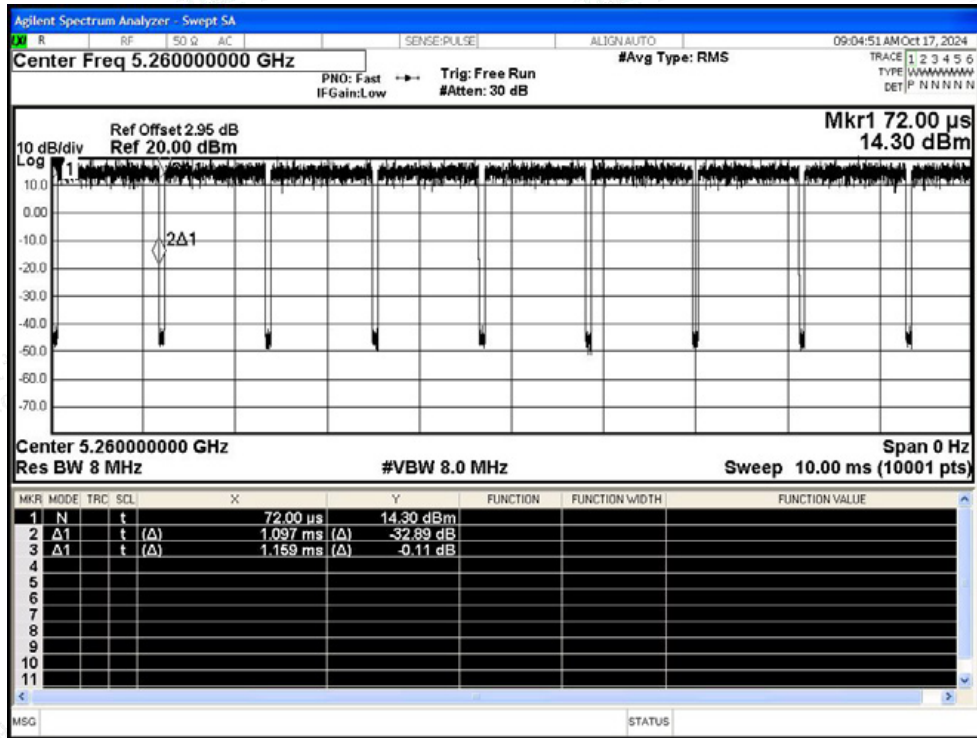 Agilent Spectrum Analyzer - Swept SA
R RF 50 Ω AC SENSE:PULSE ALIGN AUTO 09:04:51 AM Oct 17, 2024
Center Freq 5.260000000 GHz #Avg Type: RMS TRACE 1 2 3 4 5 6
PNO: Fast Trig: Free Run TYPE WWWWWW
IFGain:Low #Atten: 30 dB DET P N N N N N
Mkr1 72.00 µs
14.30 dBm
Ref Offset 2.95 dB
10 dB/div Ref 20.00 dBm
Log
1
10.0
0.00
2Δ1
-10.0
-20.0
-30.0
-40.0
-50.0
-60.0
-70.0
Center 5.260000000 GHz Span 0 Hz
Res BW 8 MHz #VBW 8.0 MHz Sweep 10.00 ms (10001 pts)
MKR MODE TRC SCL X Y FUNCTION FUNCTION WIDTH FUNCTION VALUE
1 N t 72.00 µs 14.30 dBm
2 Δ1 t (Δ) 1.097 ms (Δ) -32.89 dB
3 Δ1 t (Δ) 1.159 ms (Δ) -0.11 dB
4
5
6
7
8
9
10
11
MSG STATUS